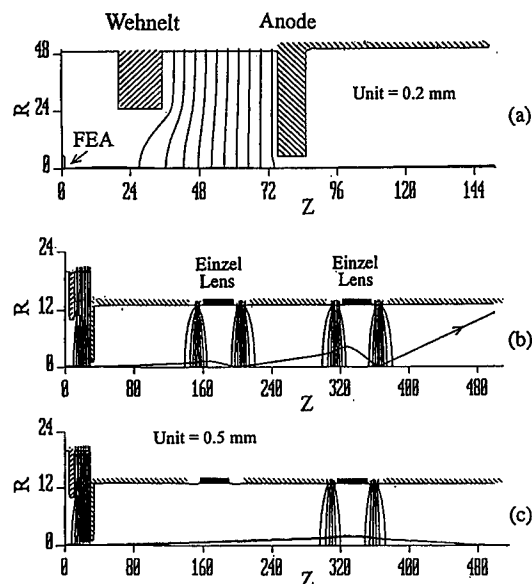 Wehnelt Anode
48
R 24 Unit = 0.2 mm (a)
FEA
0
0 24 48 72 96 120 144
Z
24
Einzel Lens Einzel Lens
R 12 (b)
0
0 80 160 240 320 400 480
Z
24
Unit = 0.5 mm
R 12 (c)
0
0 80 160 240 320 400 480
Z